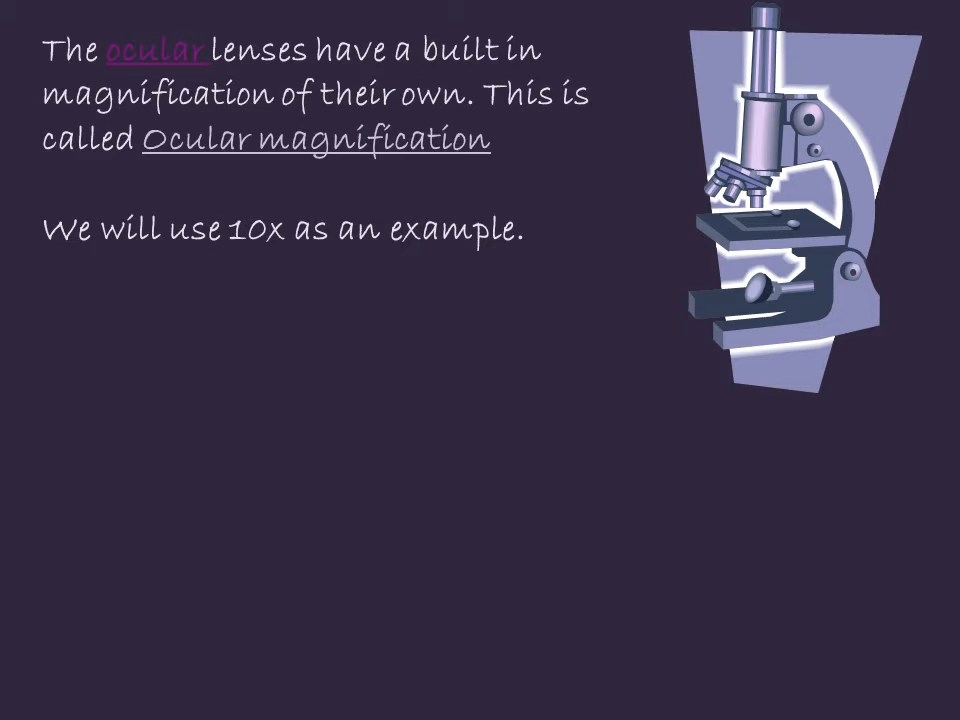 The ocular lenses have a built in
magnification of their own. This is
called Ocular magnification
We will use 10x as an example.